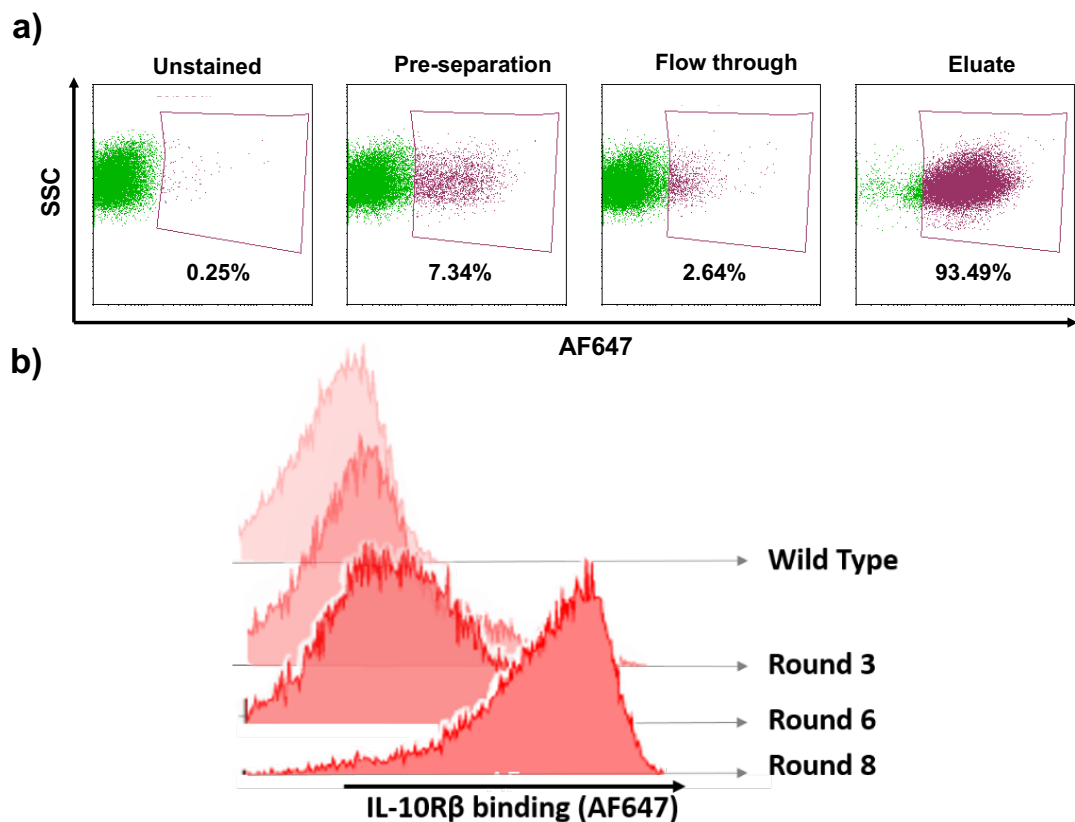 a)
Unstained
Pre-separation
Flow through
Eluate
SSC
0.25%
7.34%
2.64%
93.49%
AF647
b)
Wild Type
Round 3
Round 6
Round 8
IL-10Rβ binding (AF647)